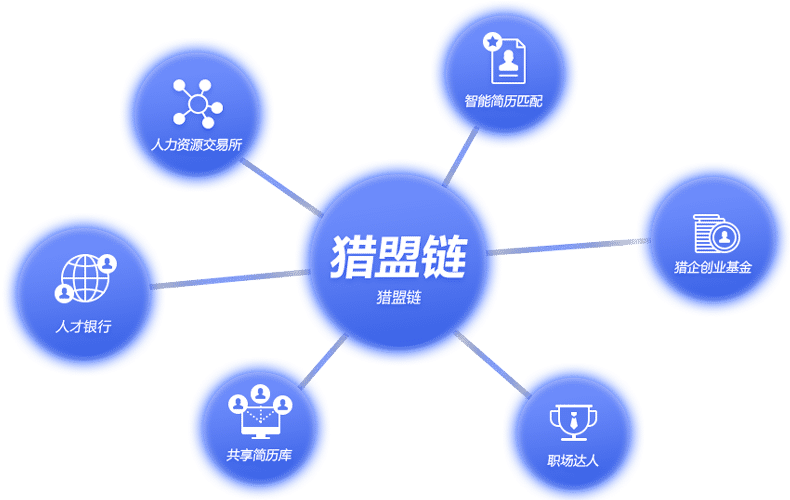 智能简历匹配
人力资源交易所
猎盟链
猎盟链
猎企创业基金
人才银行
共享简历库
职场达人